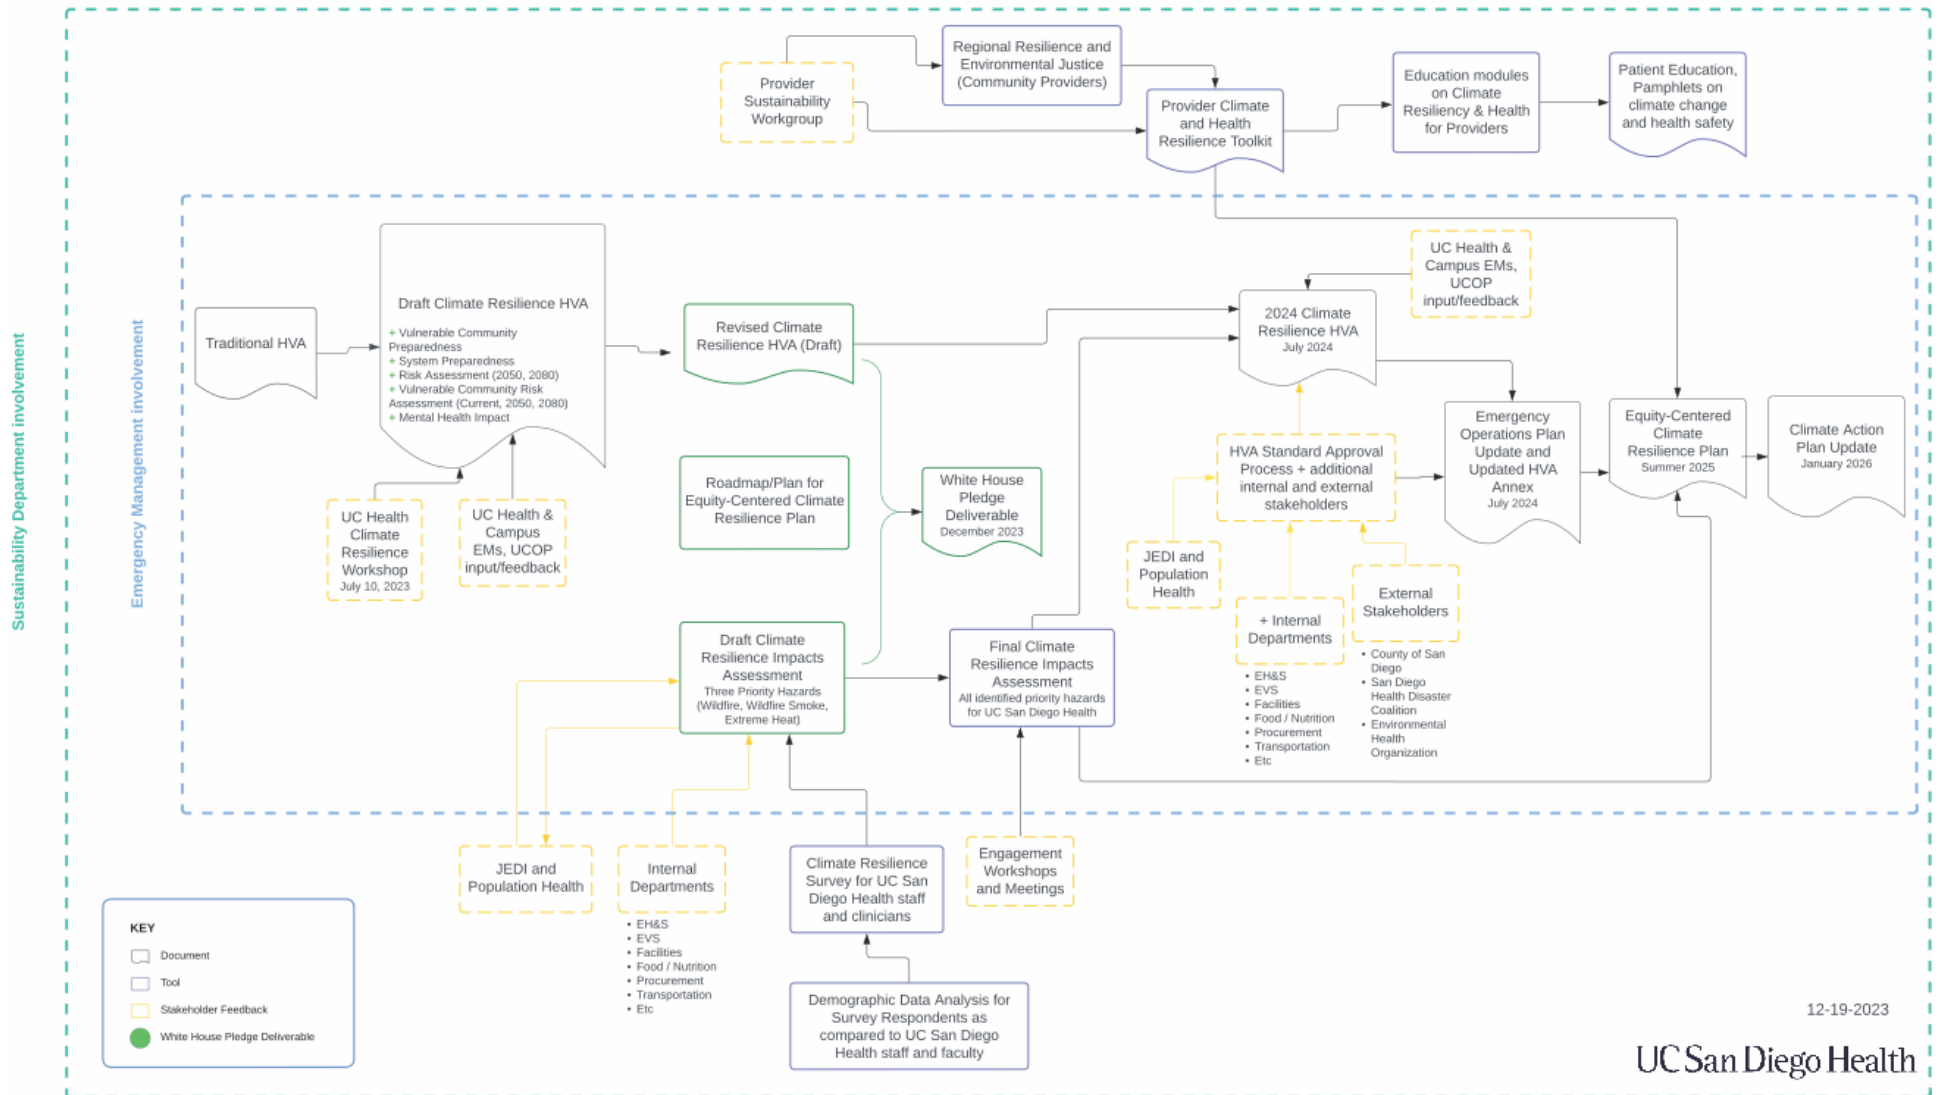 Sustainability Department involvement
Emergency Management involvement
Provider
Sustainability
Workgroup
Regional Resilience and
Environmental Justice
(Community Providers)
Provider Climate
and Health
Resilience Toolkit
Education modules
on Climate
Resiliency & Health
for Providers
Patient Education,
Pamphlets on
climate change
and health safety
Traditional HVA
Draft Climate Resilience HVA
+ Vulnerable Community
Preparedness
+ System Preparedness
+ Risk Assessment (2050, 2080)
+ Vulnerable Community Risk
Assessment (Current, 2050, 2080)
+ Mental Health Impact
UC Health
Climate
Resilience
Workshop
July 10, 2023
UC Health &
Campus
EMs, UCOP
input/feedback
Revised Climate
Resilience HVA (Draft)
Roadmap/Plan for
Equity-Centered Climate
Resilience Plan
White House
Pledge
Deliverable
December 2023
Draft Climate
Resilience Impacts
Assessment
Three Priority Hazards
(Wildfire, Wildfire Smoke,
Extreme Heat)
Final Climate
Resilience Impacts
Assessment
All identified priority hazards
for UC San Diego Health
UC Health &
Campus EMs,
UCOP
input/feedback
2024 Climate
Resilience HVA
July 2024
HVA Standard Approval
Process + additional
internal and external
stakeholders
JEDI and
Population
Health
+ Internal
Departments
• EH&S
• EVS
• Facilities
• Food / Nutrition
• Procurement
• Transportation
• Etc
External
Stakeholders
• County of San
Diego
• San Diego
Health Disaster
Coalition
• Environmental
Health
Organization
Emergency
Operations Plan
Update and
Updated HVA
Annex
July 2024
Equity-Centered
Climate
Resilience Plan
Summer 2025
Climate Action
Plan Update
January 2026
JEDI and
Population Health
Internal
Departments
• EH&S
• EVS
• Facilities
• Food / Nutrition
• Procurement
• Transportation
• Etc
Climate Resilience
Survey for UC San
Diego Health staff
and clinicians
Engagement
Workshops
and Meetings
Demographic Data Analysis for
Survey Respondents as
compared to UC San Diego
Health staff and faculty
KEY
Document
Tool
Stakeholder Feedback
White House Pledge Deliverable
12-19-2023
UC San Diego Health